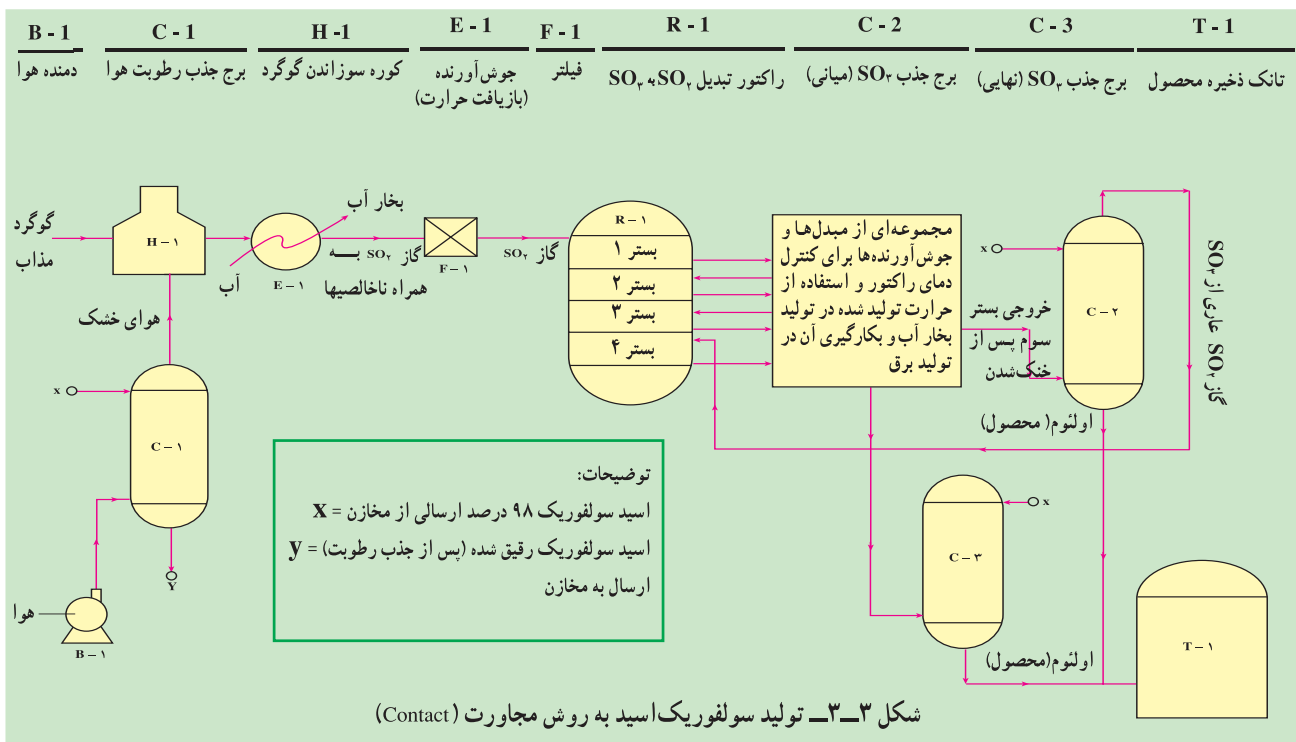 B - 1
C - 1
H -1
E - 1
F - 1
R - 1
C - 2
C - 3
T - 1
دمنده هوا
برج جذب رطوبت هوا
کوره سوزاندن گوگرد
جوش‌آورنده
(بازیافت حرارت)
فیلتر
راکتور تبدیل SO۲ به SO۳
برج جذب SO۳ (میانی)
برج جذب SO۳ (نهایی)
تانک ذخیره محصول
گوگرد
مذاب
H – ۱
بخار آب
آب
E – ۱
گاز SO۲ بــه
همراه ناخالصیها
F – ۱
گاز SO۲
R – ۱
بستر ۱
بستر ۲
بستر ۳
بستر ۴
مجموعه‌ای از مبدل‌ها و
جوش‌آورنده‌ها برای کنترل
دمای راکتور و استفاده از
حرارت تولید شده در تولید
بخار آب و بکارگیری آن در
تولید برق
x
C – ۲
خروجی بستر
سوم پس از
خنک‌شدن
گاز SO۲ عاری از SO۳
اولئوم( محصول)
هوای خشک
x
C – ۱
Y
هوا
B – ۱
توضیحات:
اسید سولفوریک ۹۸ درصد ارسالی از مخازن = x
اسید سولفوریک رقیق شده (پس از جذب رطوبت) = y
ارسال به مخازن
x
C – ۳
اولئوم(محصول)
T – ۱
شکل ۳ــ۳ــ تولید سولفوریک‌اسید به روش مجاورت (Contact)